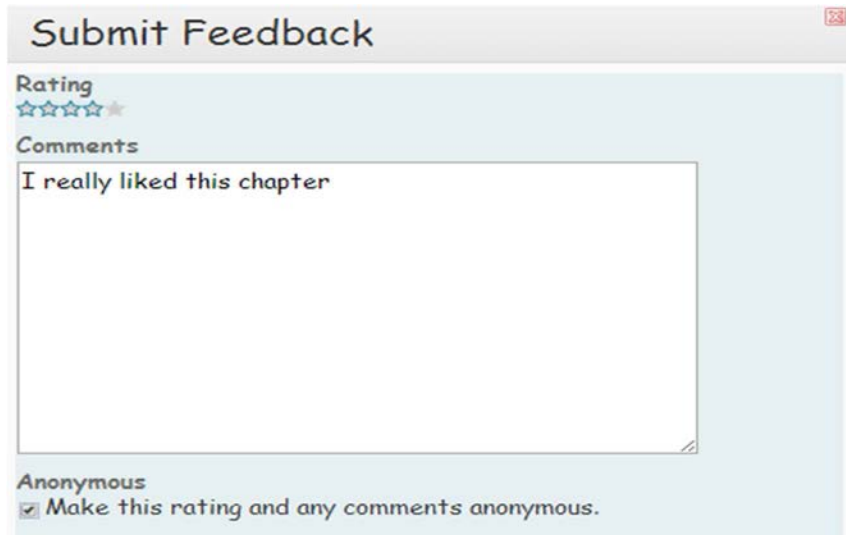 Submit Feedback
Rating
Comments
I really liked this chapter
Anonymous
Make this rating and any comments anonymous.